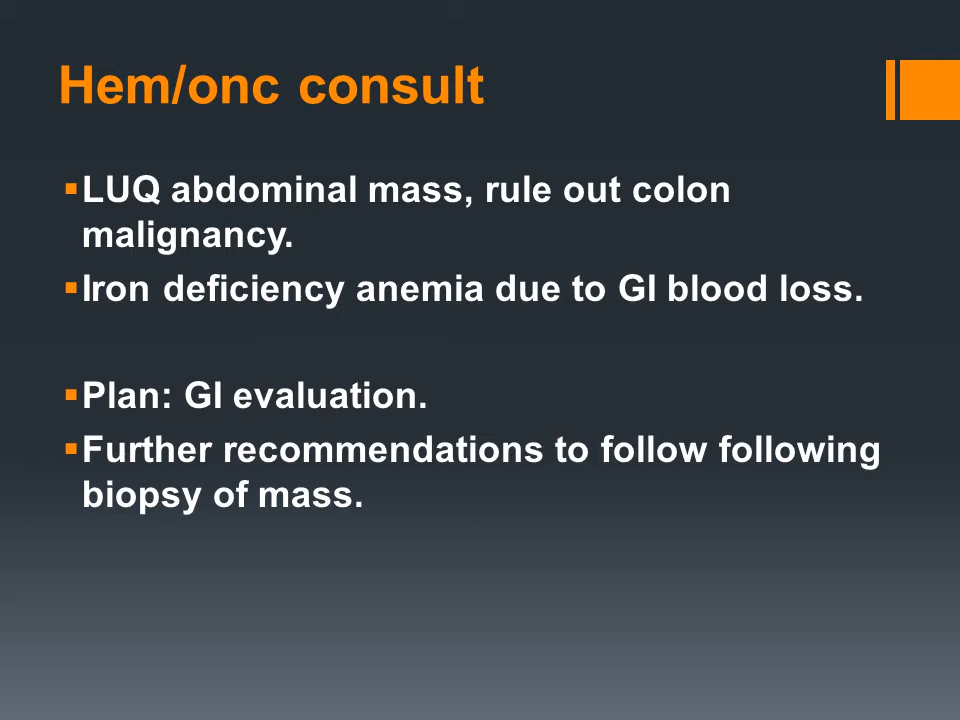 Hem/onc consult
▪LUQ abdominal mass, rule out colon
malignancy.
▪Iron deficiency anemia due to GI blood loss.
▪Plan: GI evaluation.
▪Further recommendations to follow following
biopsy of mass.